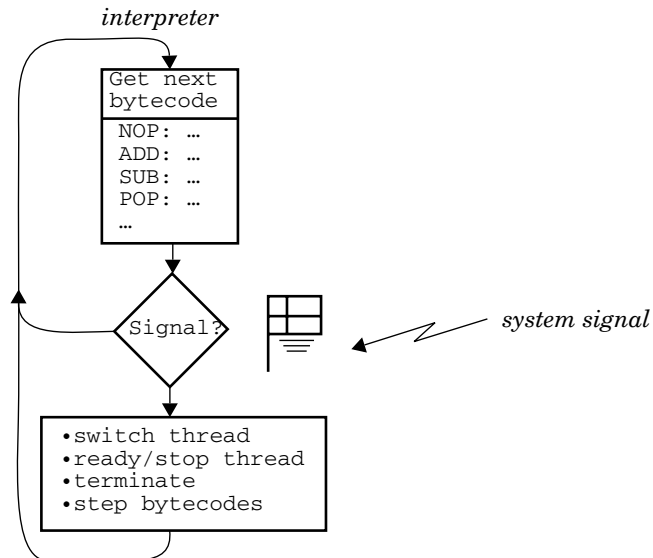 interpreter
Get next
bytecode
NOP: …
ADD: …
SUB: …
POP: …
…
Signal?
system signal
•switch thread
•ready/stop thread
•terminate
•step bytecodes